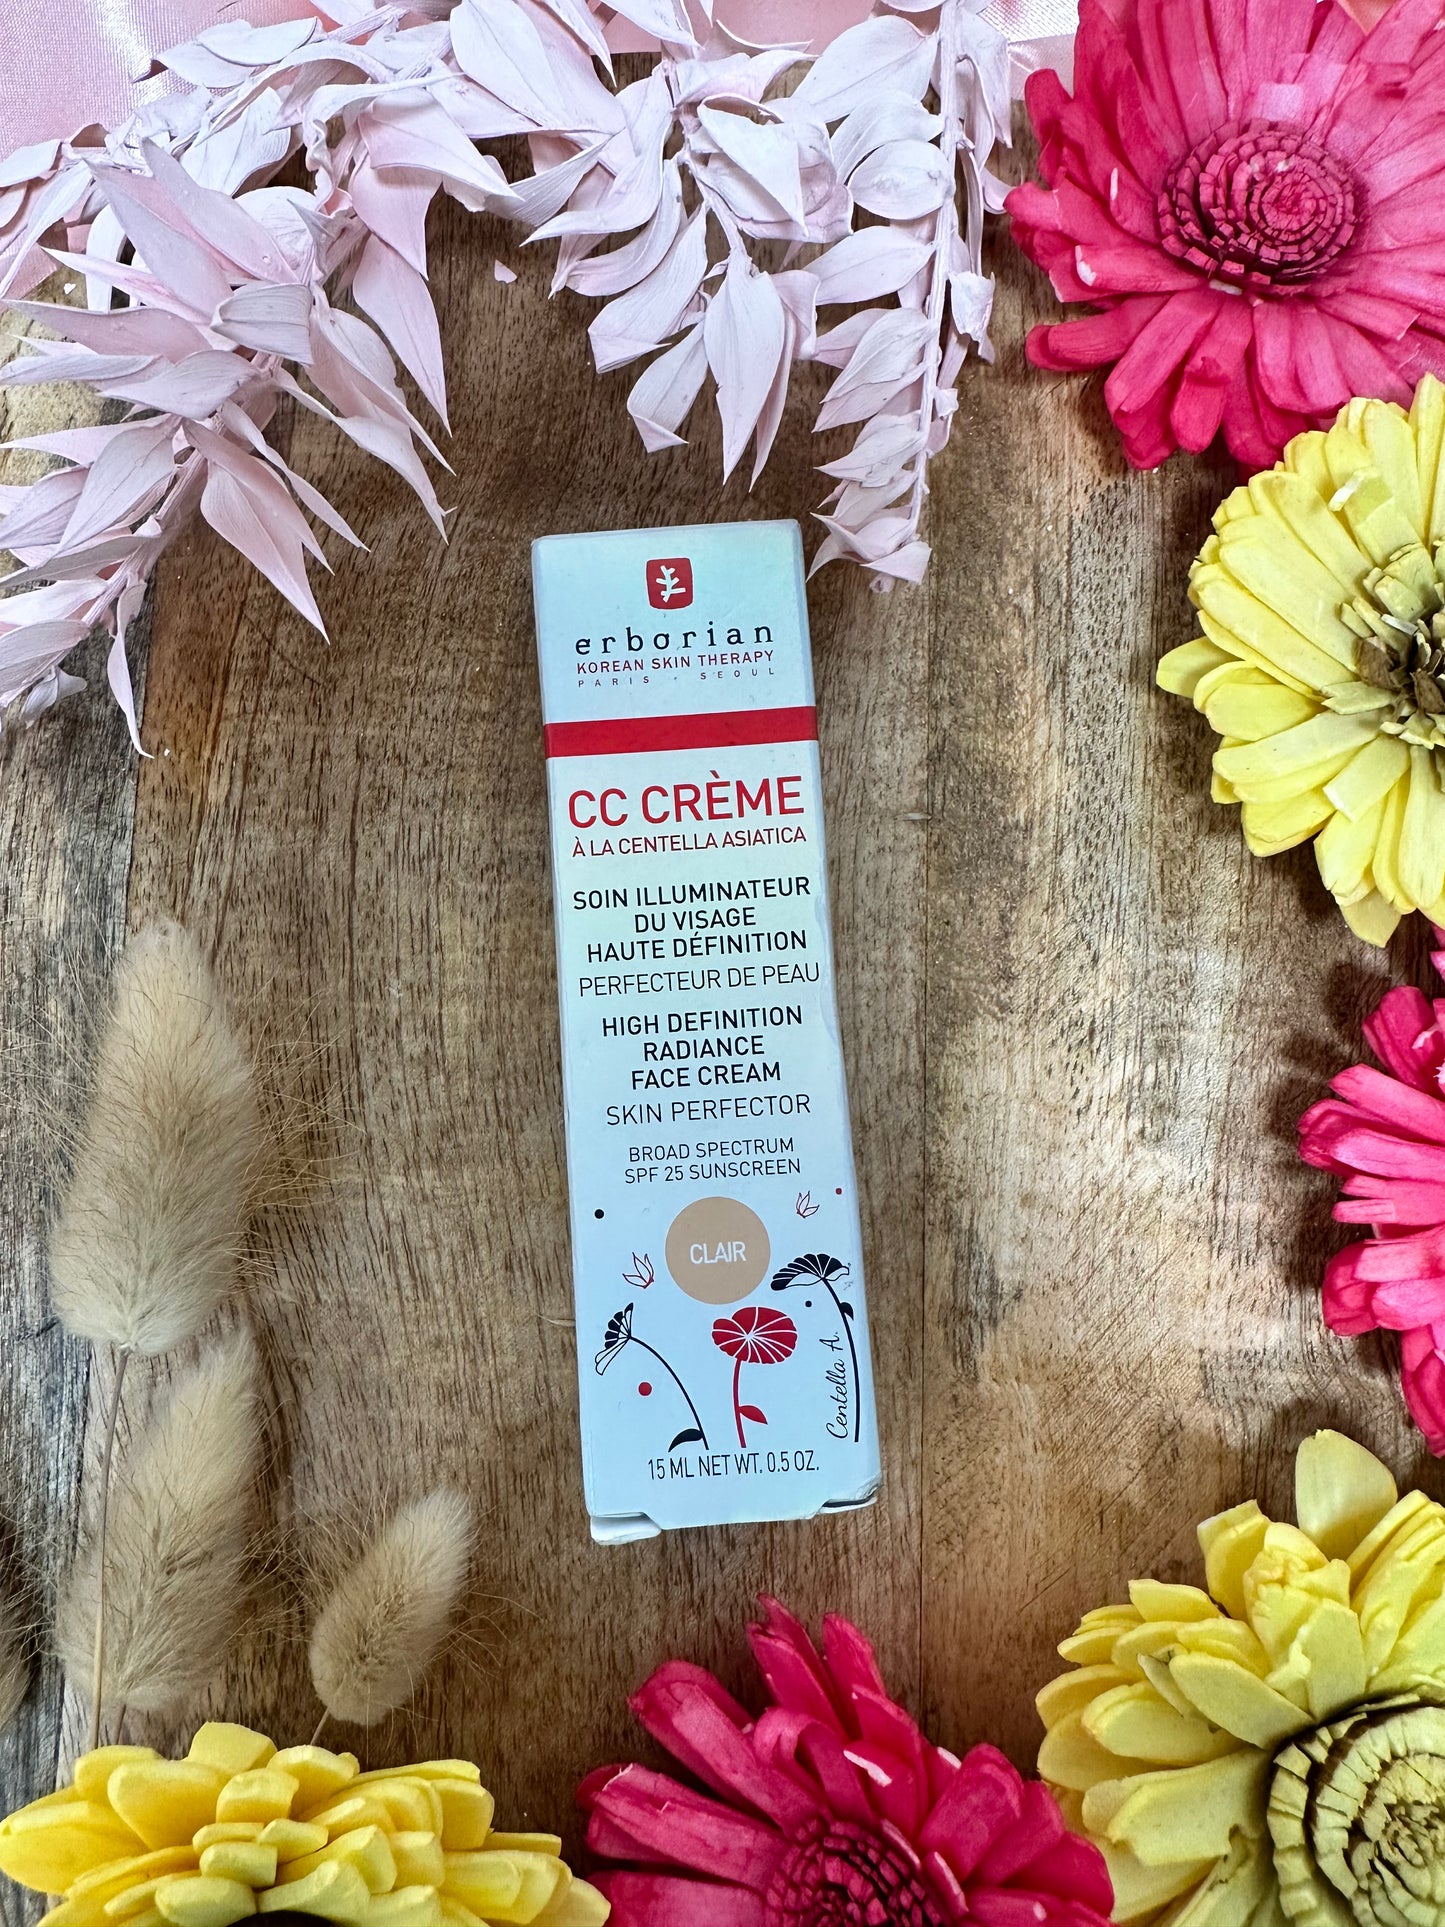 erborian
KOREAN SKIN THERAPY
PARIS · SEOUL
CC CRÈME
À LA CENTELLA ASIATICA
SOIN ILLUMINATEUR
DU VISAGE
HAUTE DÉFINITION
PERFECTEUR DE PEAU
HIGH DEFINITION
RADIANCE
FACE CREAM
SKIN PERFECTOR
BROAD SPECTRUM
SPF 25 SUNSCREEN
CLAIR
Centella A.
15 ML NET WT. 0.5 OZ.